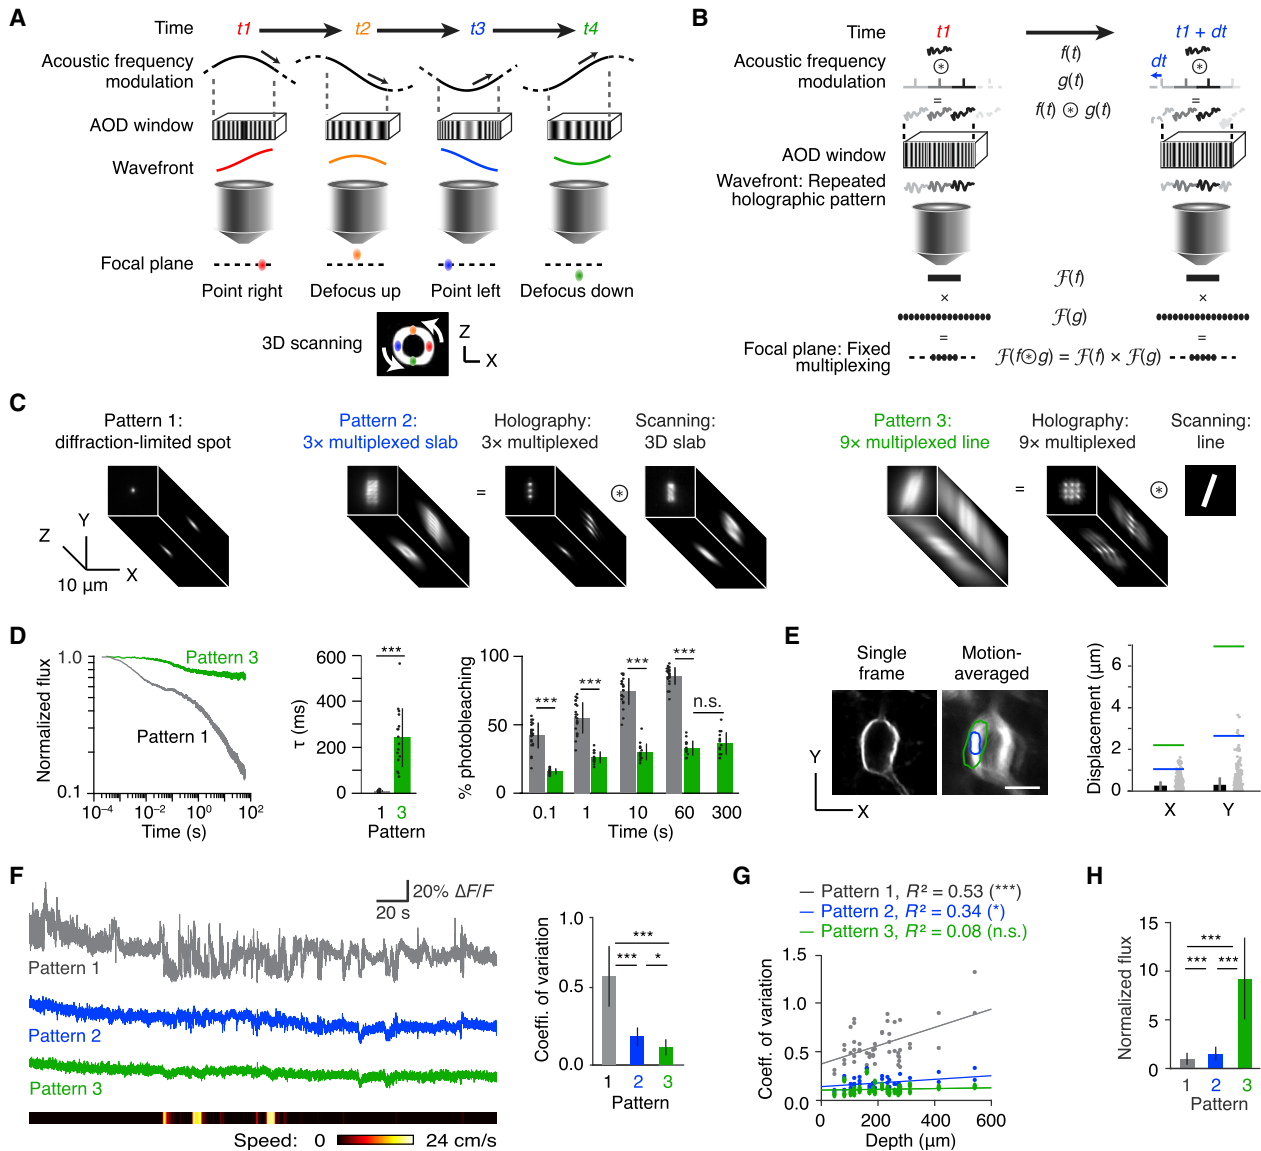 A
Time t1 t2 t3 t4
Acoustic frequency
modulation
AOD window
Wavefront
Focal plane
Point right Defocus up Point left Defocus down
3D scanning
Z
X
B
Time t1 t1 + dt
Acoustic frequency
modulation
f(t)
⊛ ⊛
dt
g(t)
= =
f(t) ⊛ g(t)
AOD window
Wavefront: Repeated
holographic pattern
ℱ(f)
× ×
ℱ(g)
= =
Focal plane: Fixed
multiplexing
ℱ(f⊛g) = ℱ(f) × ℱ(g)
C
Pattern 1:
diffraction-limited spot
Pattern 2:
3× multiplexed slab
Holography:
3× multiplexed
Scanning:
3D slab
Pattern 3:
9× multiplexed line
Holography:
9× multiplexed
Scanning:
line
= ⊛ = ⊛
Y
Z
X
10 µm
D
Normalized flux
1.0
0.1
Pattern 3
Pattern 1
10⁻⁴ 10⁻² 10⁰ 10²
Time (s)
τ (ms)
600
400
200
0
***
1 3
Pattern
% photobleaching
100
50
0
*** *** *** *** n.s.
0.1 1 10 60 300
Time (s)
E
Single
frame
Motion-
averaged
Y
X
Displacement (µm)
6
4
2
0
X Y
F
20% ΔF/F
20 s
Pattern 1
Pattern 2
Pattern 3
Speed: 0 24 cm/s
Coeffi. of variation
1.0
0.5
0.0
***
*** *
1 2 3
Pattern
G
Pattern 1, R² = 0.53 (***)
Pattern 2, R² = 0.34 (*)
Pattern 3, R² = 0.08 (n.s.)
Coeff. of variation
1.5
1.0
0.5
0.0
0 200 400 600
Depth (µm)
H
Normalized flux
15
10
5
0
***
*** ***
1 2 3
Pattern